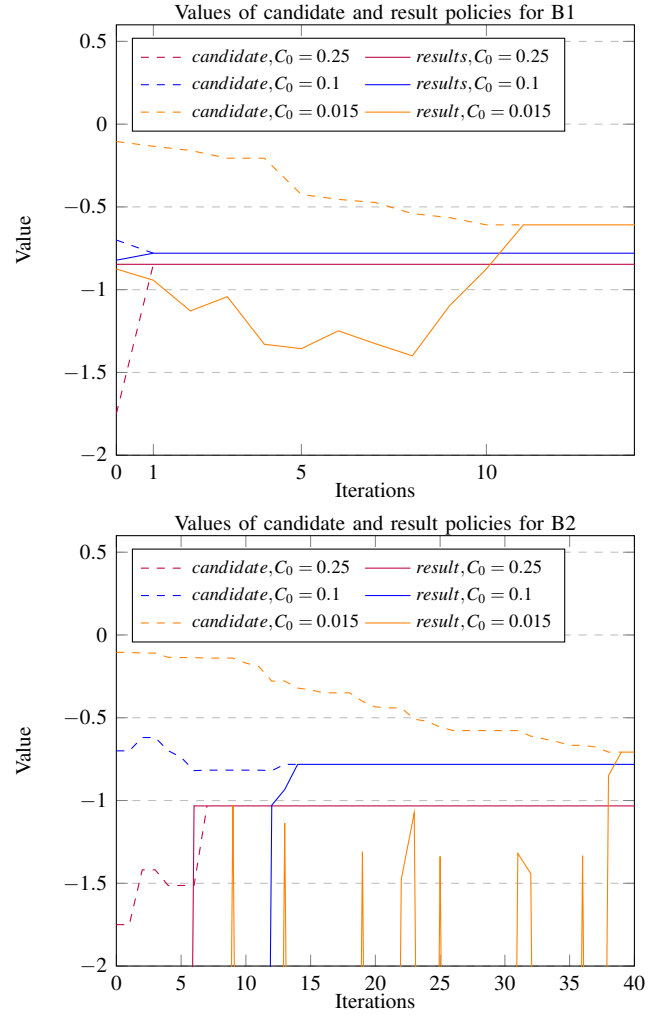 Values of candidate and result policies for B1
candidate, C₀ = 0.25 results, C₀ = 0.25
candidate, C₀ = 0.1 results, C₀ = 0.1
candidate, C₀ = 0.015 result, C₀ = 0.015
0.5
0
−0.5
−1
−1.5
−2
Value
0 1 5 10
Iterations
Values of candidate and result policies for B2
candidate, C₀ = 0.25 result, C₀ = 0.25
candidate, C₀ = 0.1 result, C₀ = 0.1
candidate, C₀ = 0.015 result, C₀ = 0.015
0.5
0
−0.5
−1
−1.5
−2
Value
0 5 10 15 20 25 30 35 40
Iterations